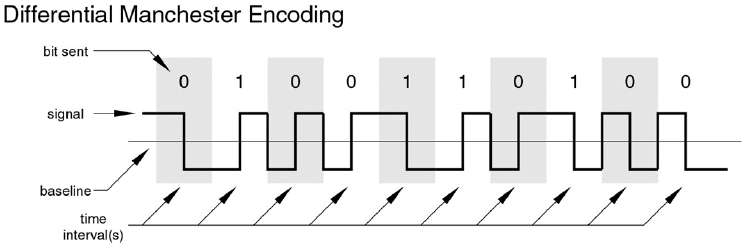 Differential Manchester Encoding
bit sent
0 1 0 0 1 1 0 1 0 0
signal
baseline
time
interval(s)